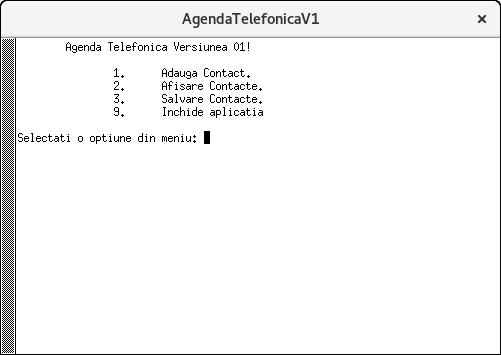 AgendaTelefonicaV1
Agenda Telefonica Versiunea 01!
1. Adauga Contact.
2. Afisare Contacte.
3. Salvare Contacte.
9. Inchide aplicatia
Selectati o optiune din meniu: